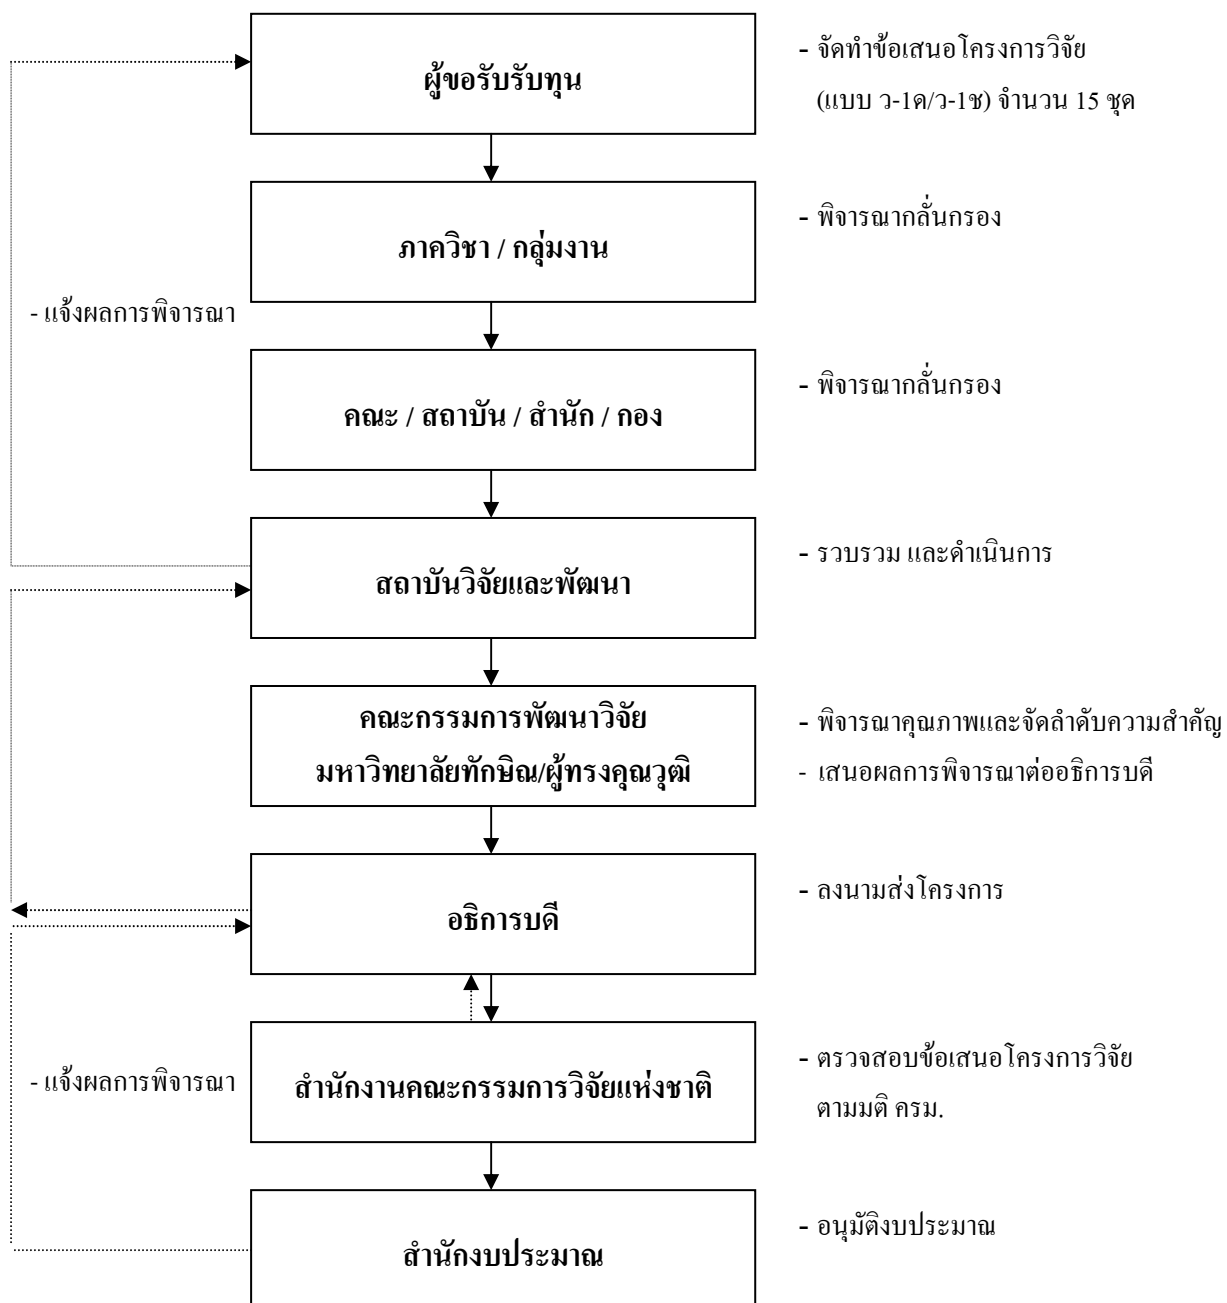 ผู้ขอรับรับทุน
- จัดทำข้อเสนอโครงการวิจัย
(แบบ ว-1ด/ว-1ช) จำนวน 15 ชุด
ภาควิชา / กลุ่มงาน
- พิจารณากลั่นกรอง
- แจ้งผลการพิจารณา
คณะ / สถาบัน / สำนัก / กอง
- พิจารณากลั่นกรอง
สถาบันวิจัยและพัฒนา
- รวบรวม และดำเนินการ
คณะกรรมการพัฒนาวิจัย
มหาวิทยาลัยทักษิณ/ผู้ทรงคุณวุฒิ
- พิจารณาคุณภาพและจัดลำดับความสำคัญ
- เสนอผลการพิจารณาต่ออธิการบดี
อธิการบดี
- ลงนามส่งโครงการ
- แจ้งผลการพิจารณา
สำนักงานคณะกรรมการวิจัยแห่งชาติ
- ตรวจสอบข้อเสนอโครงการวิจัย
ตามมติ ครม.
สำนักงบประมาณ
- อนุมัติงบประมาณ